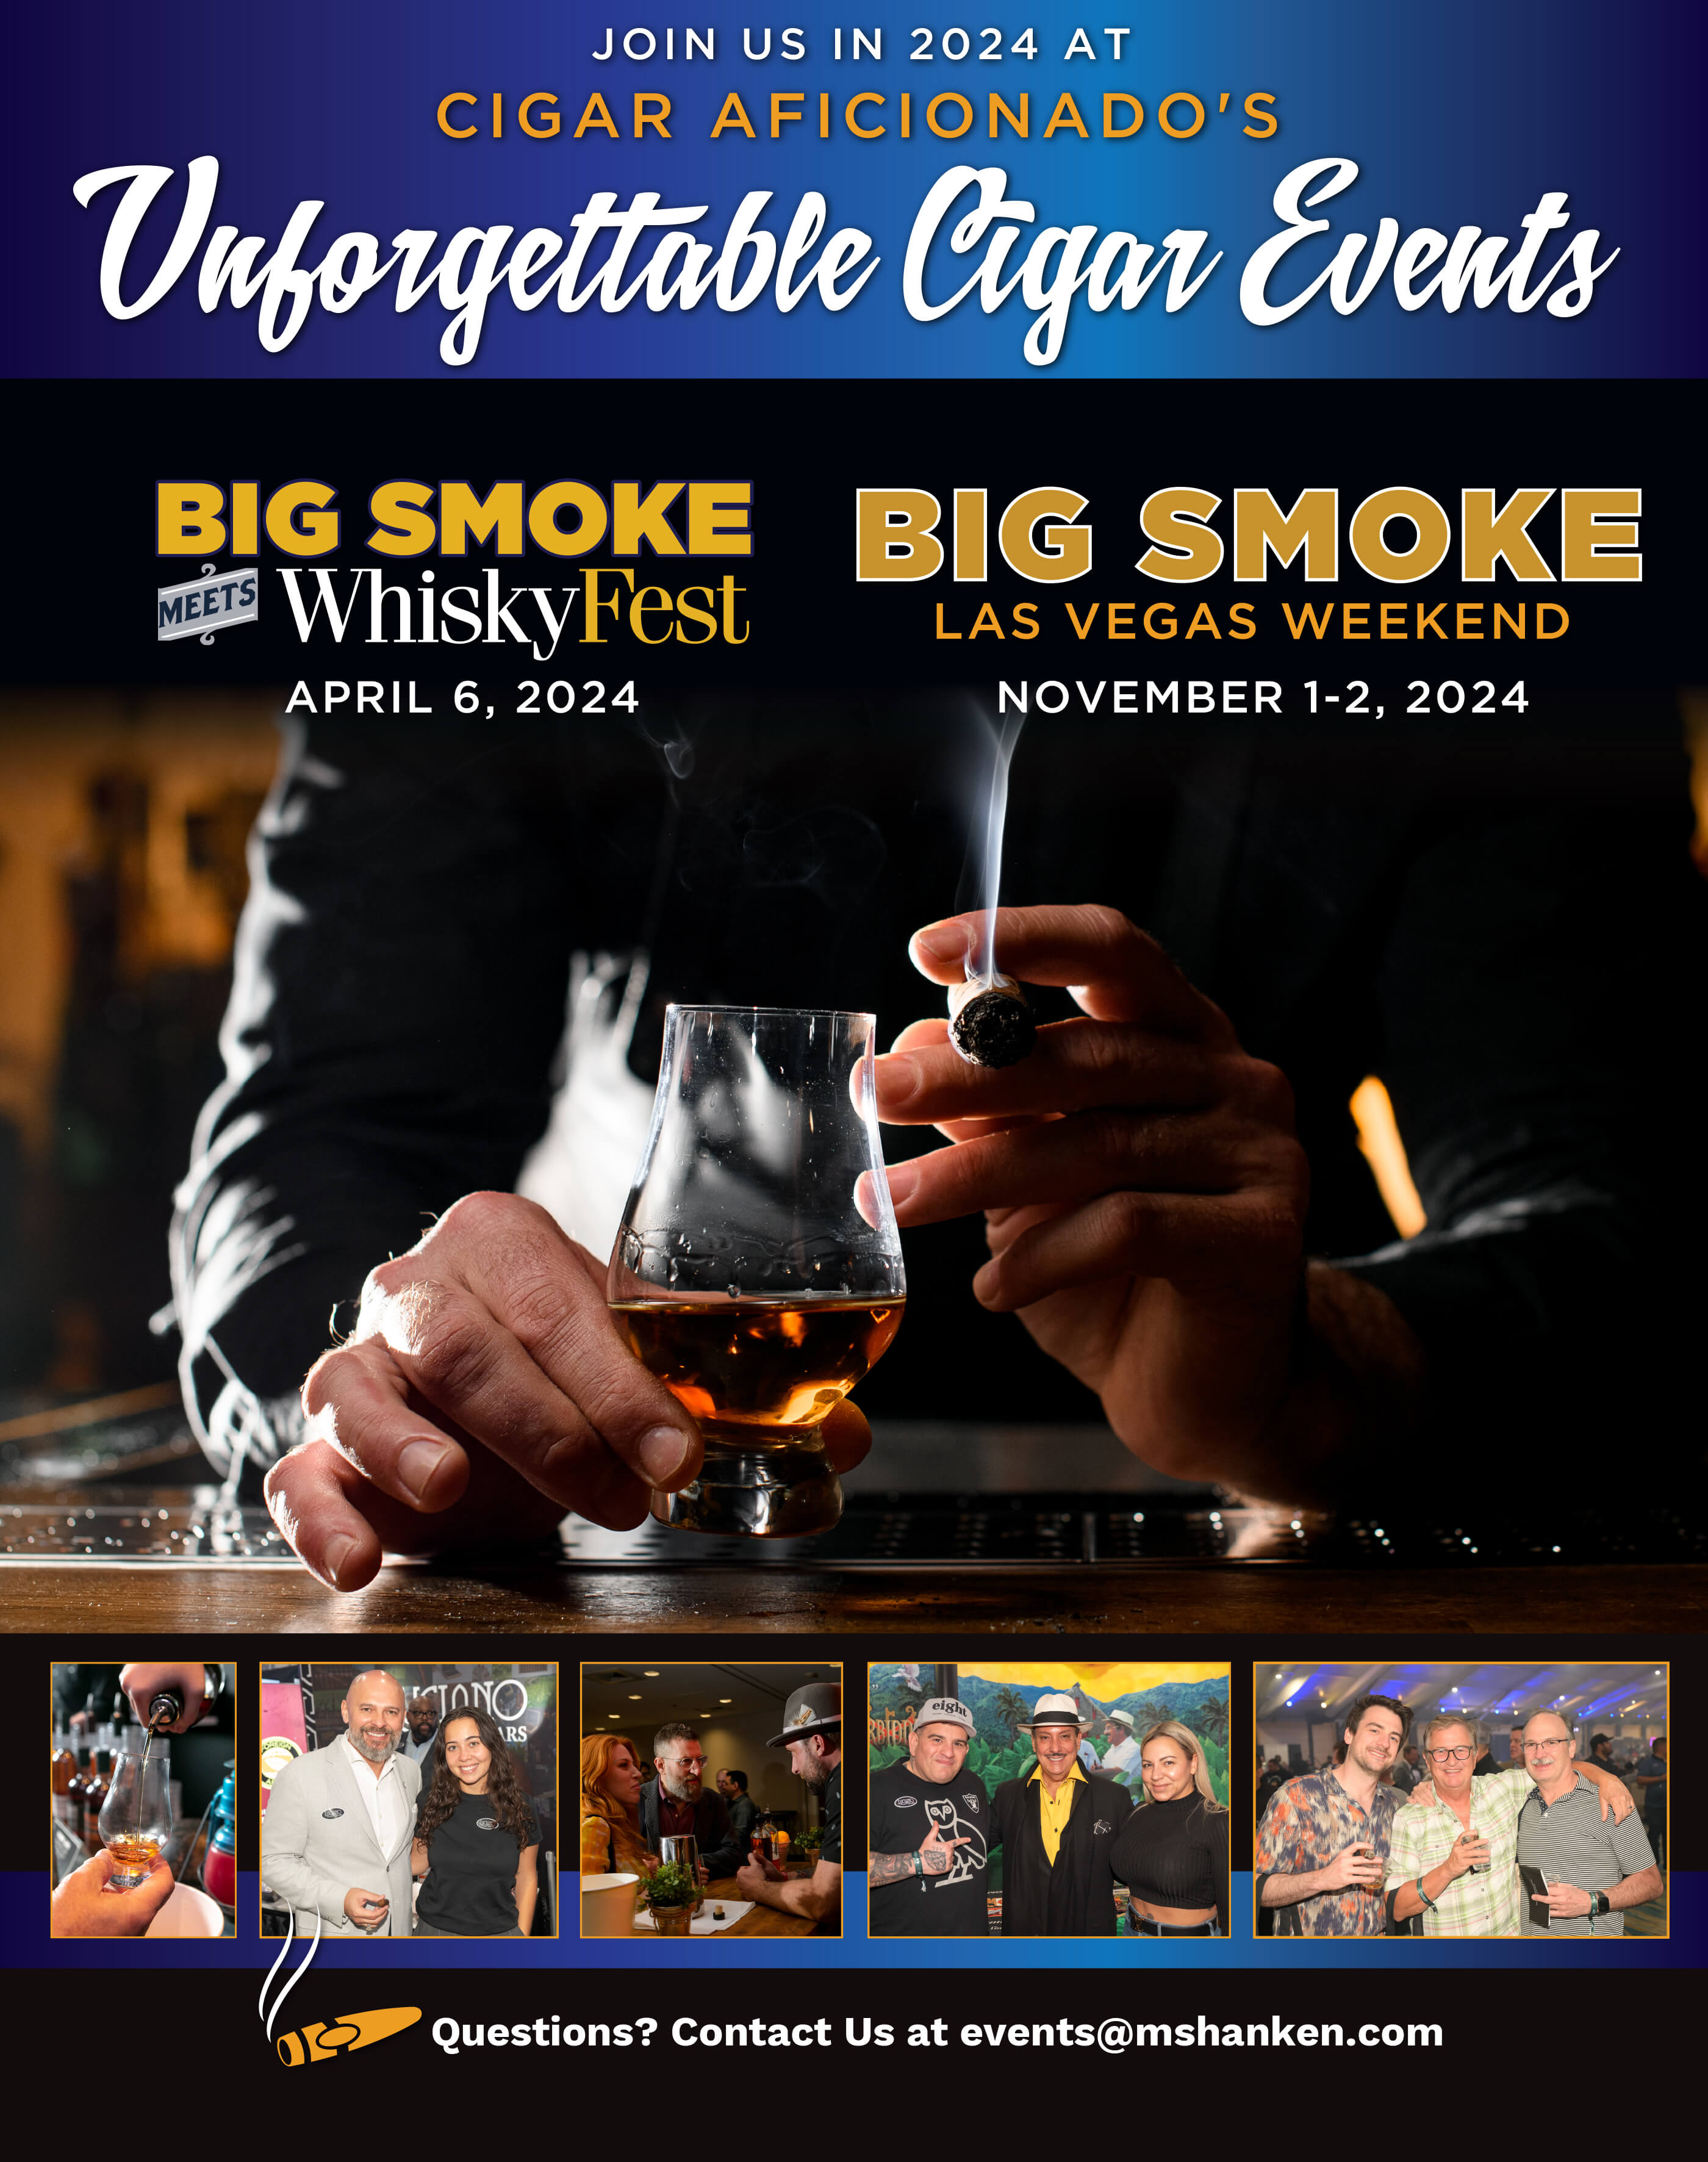 JOIN US IN 2024 AT
CIGAR AFICIONADO'S
Unforgettable Cigar Events
BIG SMOKE
MEETS WhiskyFest
APRIL 6, 2024
BIG SMOKE
LAS VEGAS WEEKEND
NOVEMBER 1-2, 2024
eight
Questions? Contact Us at events@mshanken.com